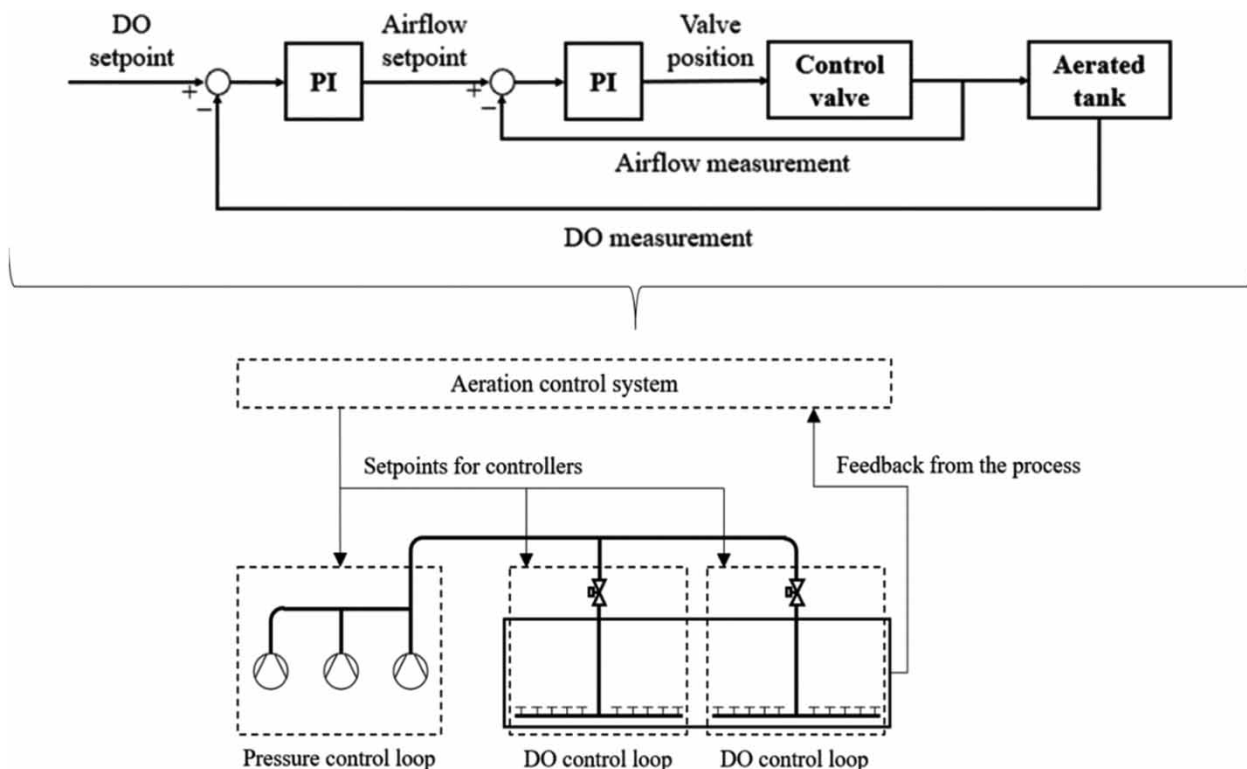 DO
setpoint
Airflow
setpoint
Valve
position
+
−
PI
+
−
PI
Control
valve
Aerated
tank
Airflow measurement
DO measurement
Aeration control system
Setpoints for controllers
Feedback from the process
Pressure control loop
DO control loop
DO control loop